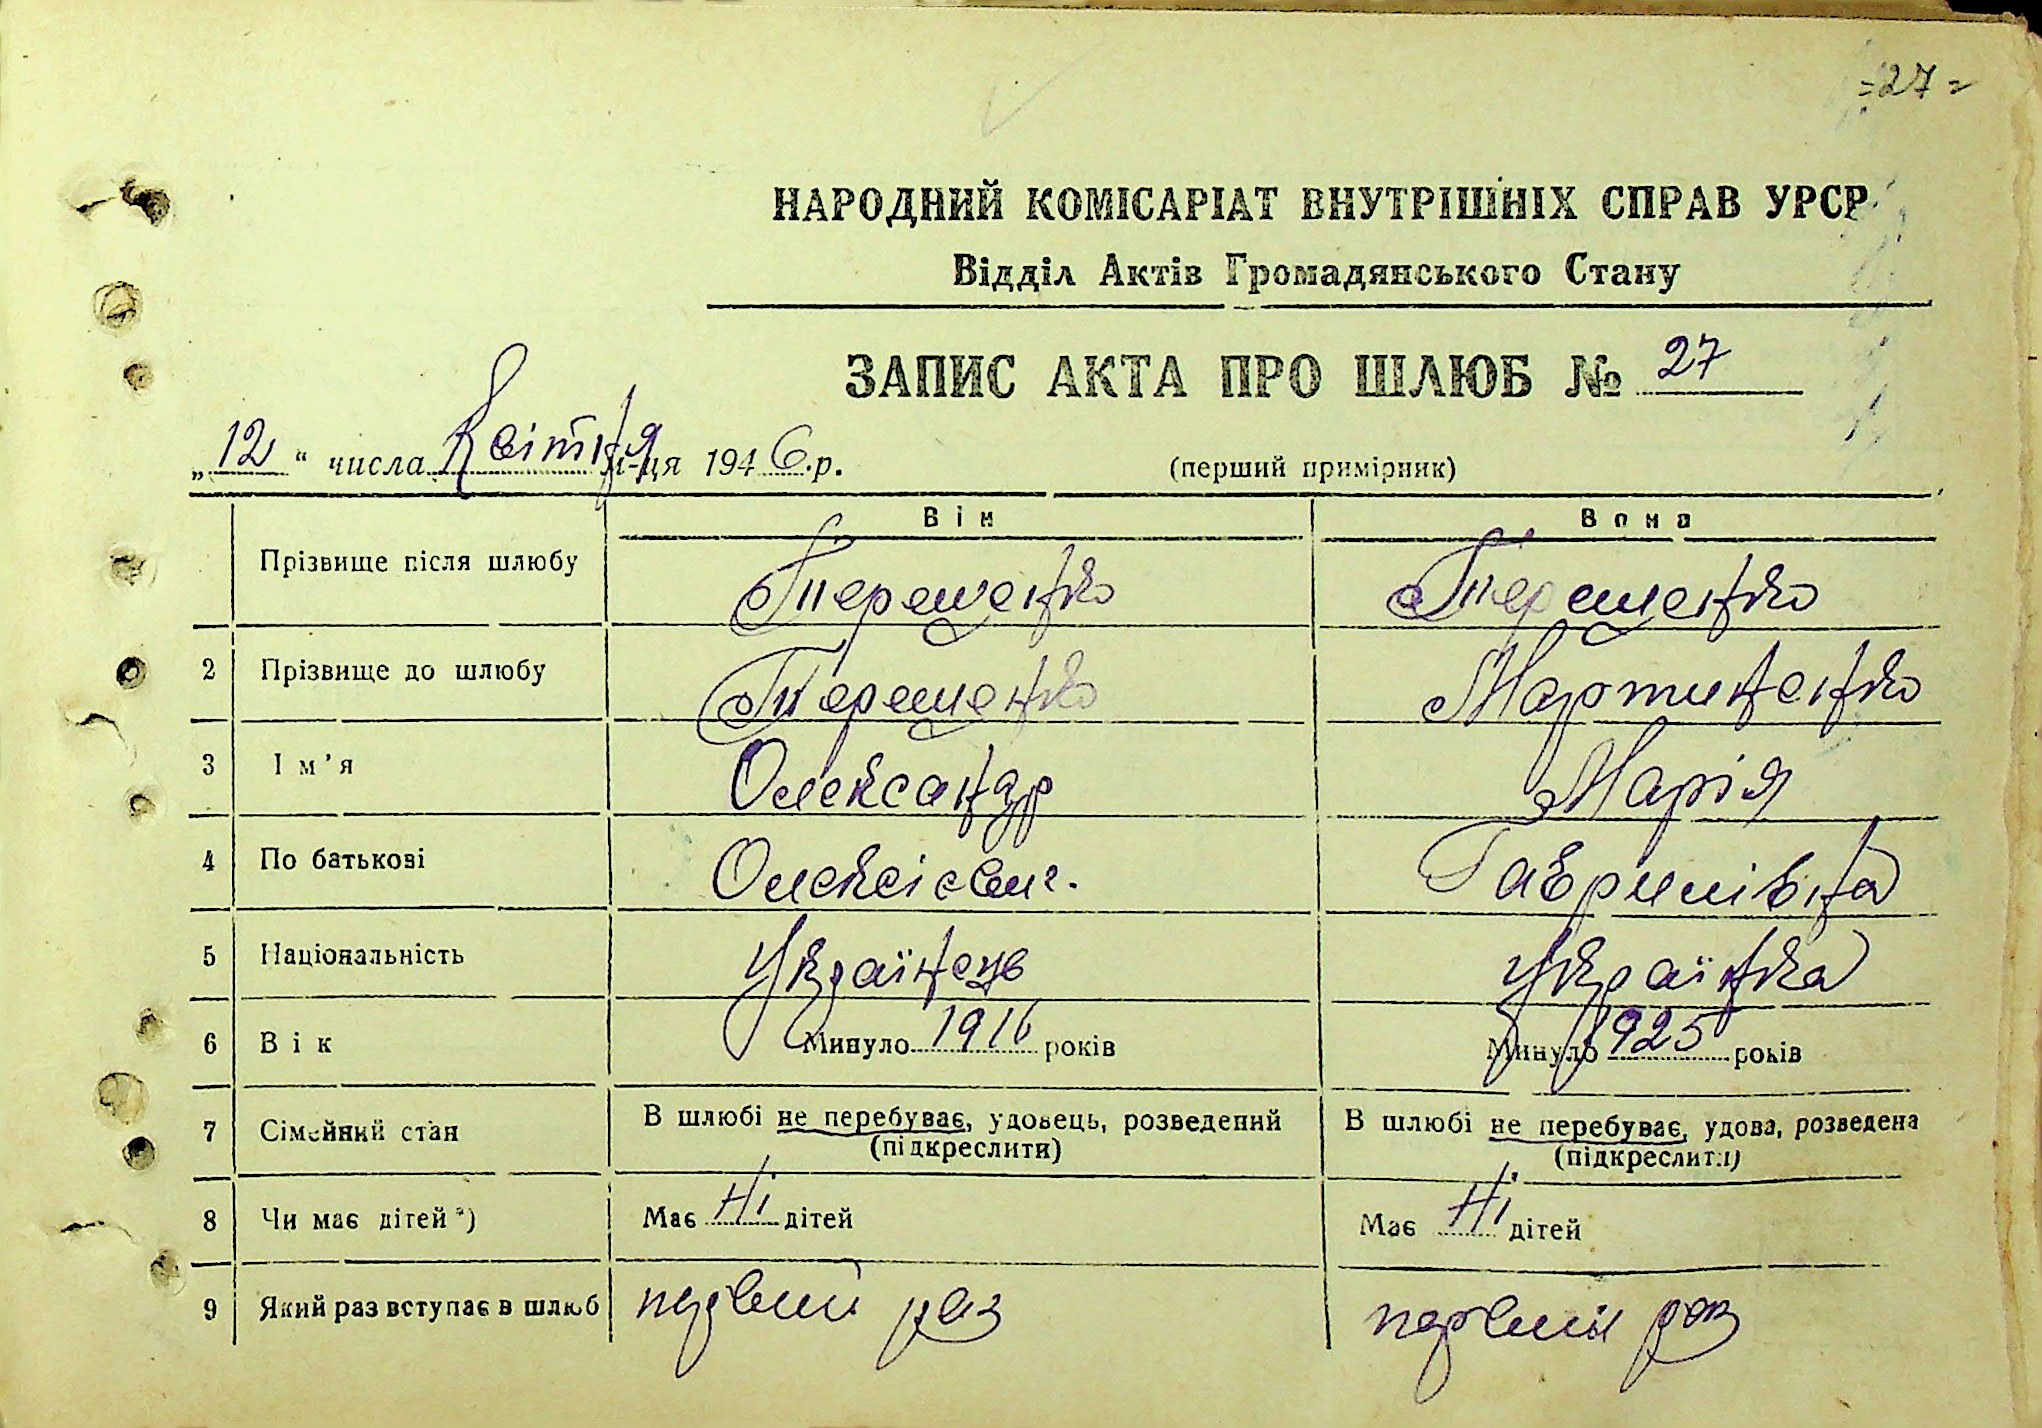 =27=
НАРОДНИЙ КОМІСАРІАТ ВНУТРІШНІХ СПРАВ УРСР
Відділ Актів Громадянського Стану
ЗАПИС АКТА ПРО ШЛЮБ № 27
„12“ числа Квітня м-ця 1946 р. (перший примірник)
Він Вона
Прізвище після шлюбу Терещенко Терещенко
2 Прізвище до шлюбу Терещенко Мартиненко
3 Ім’я Олександр Марія
4 По батькові Олексієвич. Гаврилівна
5 Національність Українець Українка
6 Вік Минуло 1916 років Минуло 1925 років
7 Сімейний стан В шлюбі не перебуває, удовець, розведений (підкреслити) В шлюбі не перебуває, удова, розведена (підкреслити)
8 Чи має дітей*) Має Ні дітей Має Ні дітей
9 Який раз вступає в шлюб первий раз первий раз